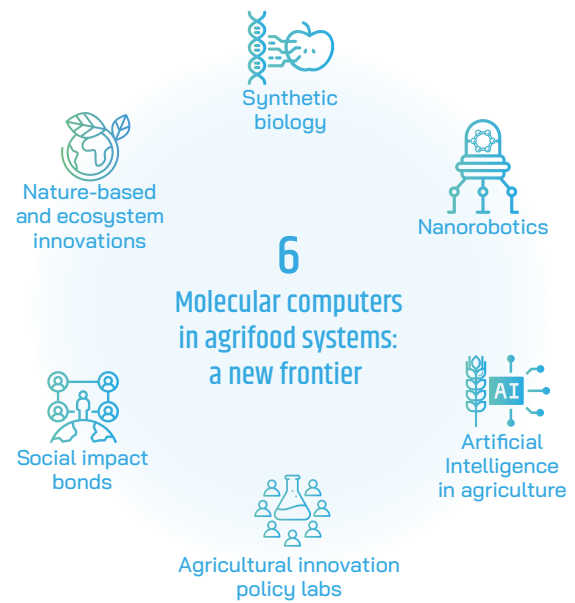 Synthetic
biology
Nature-based
and ecosystem
innovations
Nanorobotics
6
Molecular computers
in agrifood systems:
a new frontier
Social impact
bonds
AI
Artificial
Intelligence
in agriculture
Agricultural innovation
policy labs